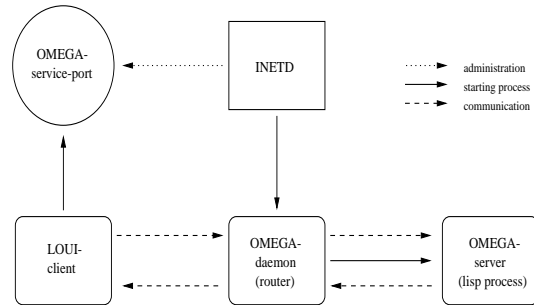 OMEGA-
service-port
INETD
administration
starting process
communication
LOUI-
client
OMEGA-
daemon
(router)
OMEGA-
server
(lisp process)